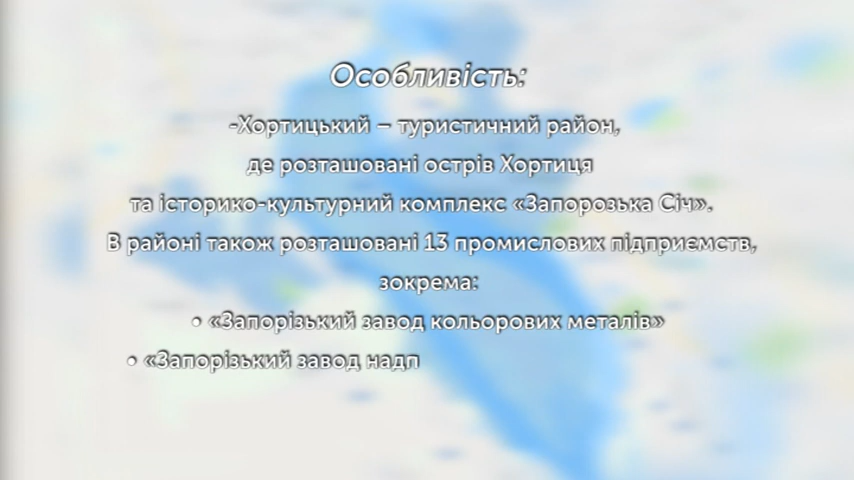 Особливість:
-Хортицький – туристичний район,
де розташовані острів Хортиця
та історико-культурний комплекс «Запорозька Січ».
В районі також розташовані 13 промислових підприємств,
зокрема:
• «Запорізький завод кольорових металів»
• «Запорізький завод надп